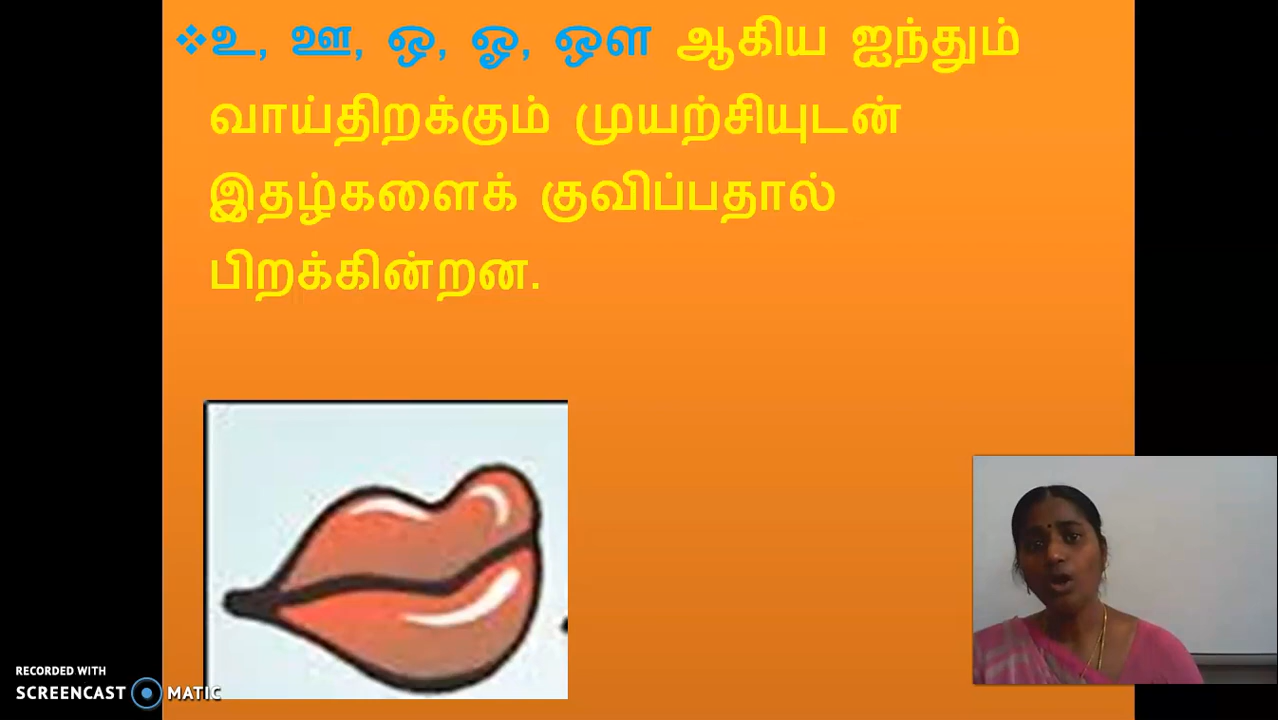 ❖உ, ஊ, ஒ, ஓ, ஔ ஆகிய ஐந்தும்
வாய்திறக்கும் முயற்சியுடன்
இதழ்களைக் குவிப்பதால்
பிறக்கின்றன.
RECORDED WITH
SCREENCAST MATIC